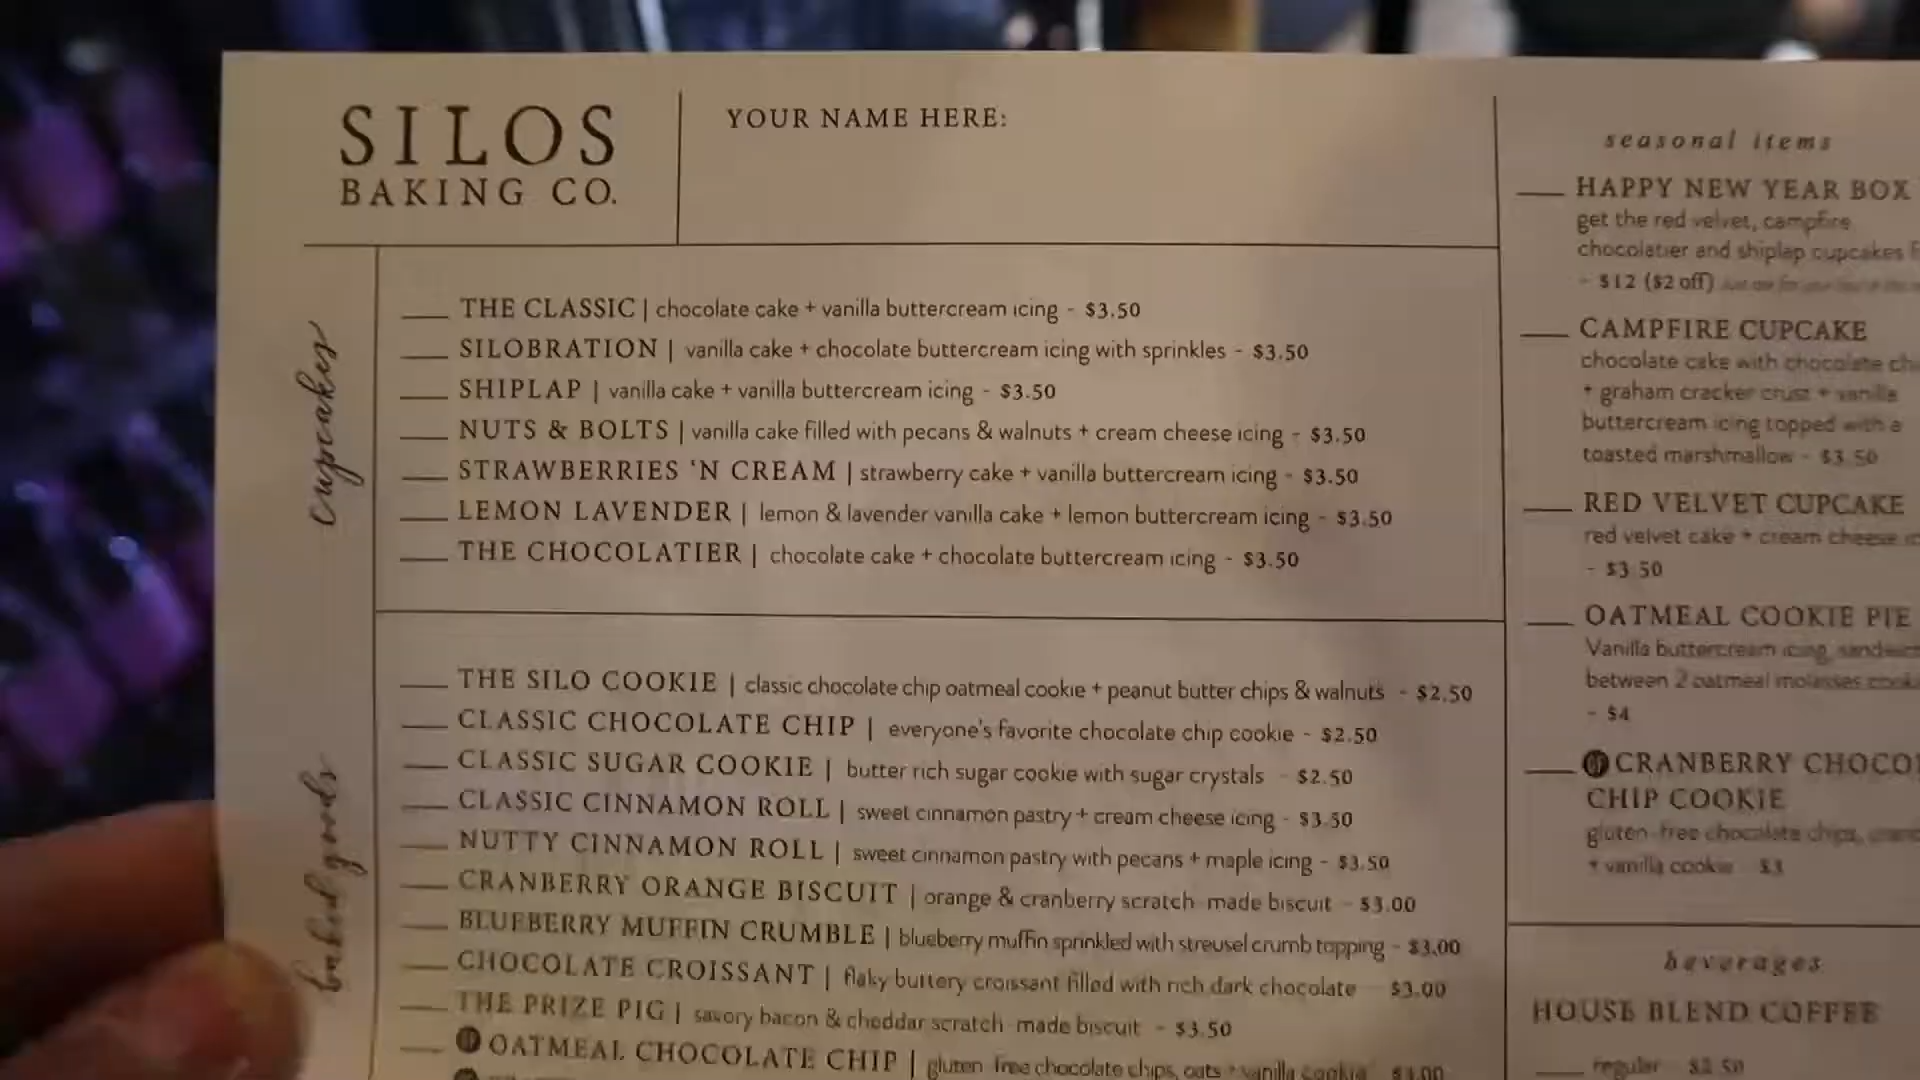 SILOS
BAKING CO.
YOUR NAME HERE:
cupcakes
THE CLASSIC | chocolate cake + vanilla buttercream icing - $3.50
SILOBRATION | vanilla cake + chocolate buttercream icing with sprinkles - $3.50
SHIPLAP | vanilla cake + vanilla buttercream icing - $3.50
NUTS & BOLTS | vanilla cake filled with pecans & walnuts + cream cheese icing - $3.50
STRAWBERRIES 'N CREAM | strawberry cake + vanilla buttercream icing - $3.50
LEMON LAVENDER | lemon & lavender vanilla cake + lemon buttercream icing - $3.50
THE CHOCOLATIER | chocolate cake + chocolate buttercream icing - $3.50
baked goods
THE SILO COOKIE | classic chocolate chip oatmeal cookie + peanut butter chips & walnuts - $2.50
CLASSIC CHOCOLATE CHIP | everyone's favorite chocolate chip cookie - $2.50
CLASSIC SUGAR COOKIE | butter rich sugar cookie with sugar crystals - $2.50
CLASSIC CINNAMON ROLL | sweet cinnamon pastry + cream cheese icing - $3.50
NUTTY CINNAMON ROLL | sweet cinnamon pastry with pecans + maple icing - $3.50
CRANBERRY ORANGE BISCUIT | orange & cranberry scratch-made biscuit - $3.00
BLUEBERRY MUFFIN CRUMBLE | blueberry muffin sprinkled with streusel crumb topping - $3.00
CHOCOLATE CROISSANT | flaky buttery croissant filled with rich dark chocolate - $3.00
THE PRIZE PIG | savory bacon & cheddar scratch-made biscuit - $3.50
OATMEAL CHOCOLATE CHIP | gluten-free chocolate chips, oats + vanilla cookie
seasonal items
HAPPY NEW YEAR BOX
get the red velvet, campfire
chocolatier and shiplap cupcakes
- $12 ($2 off)
CAMPFIRE CUPCAKE
chocolate cake with chocolate
+ graham cracker crust + vanilla
buttercream icing topped with a
toasted marshmallow - $3.50
RED VELVET CUPCAKE
red velvet cake + cream cheese
- $3.50
OATMEAL COOKIE PIE
Vanilla buttercream icing,
between 2 oatmeal molasses
- $4
CRANBERRY
CHIP COOKIE
gluten-free chocolate chips,
+ vanilla cookie - $3
beverages
HOUSE BLEND COFFEE
regular - $2.50